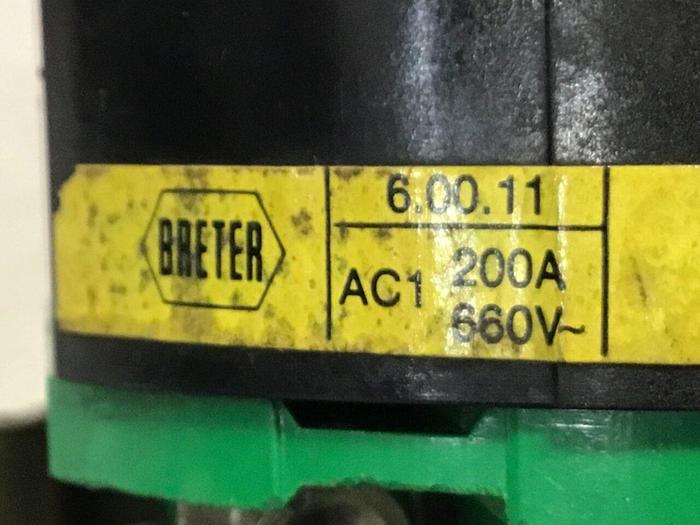 BRETER
6.00.11
AC1 200A
660V~